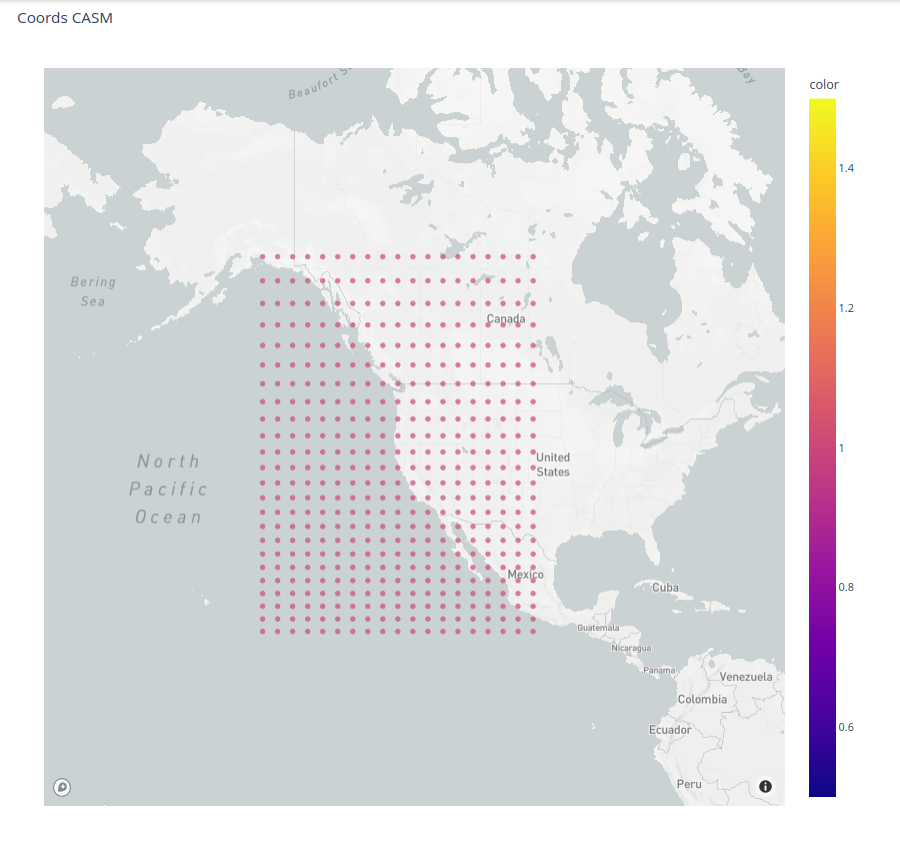 Coords CASM
color
Beaufort
Bay
1.4
Bering
Sea
1.2
Canada
1
North
Pacific
Ocean
United
States
Mexico
Cuba
0.8
Guatemala
Nicaragua
Panama
Venezuela
Colombia
Ecuador
0.6
Peru